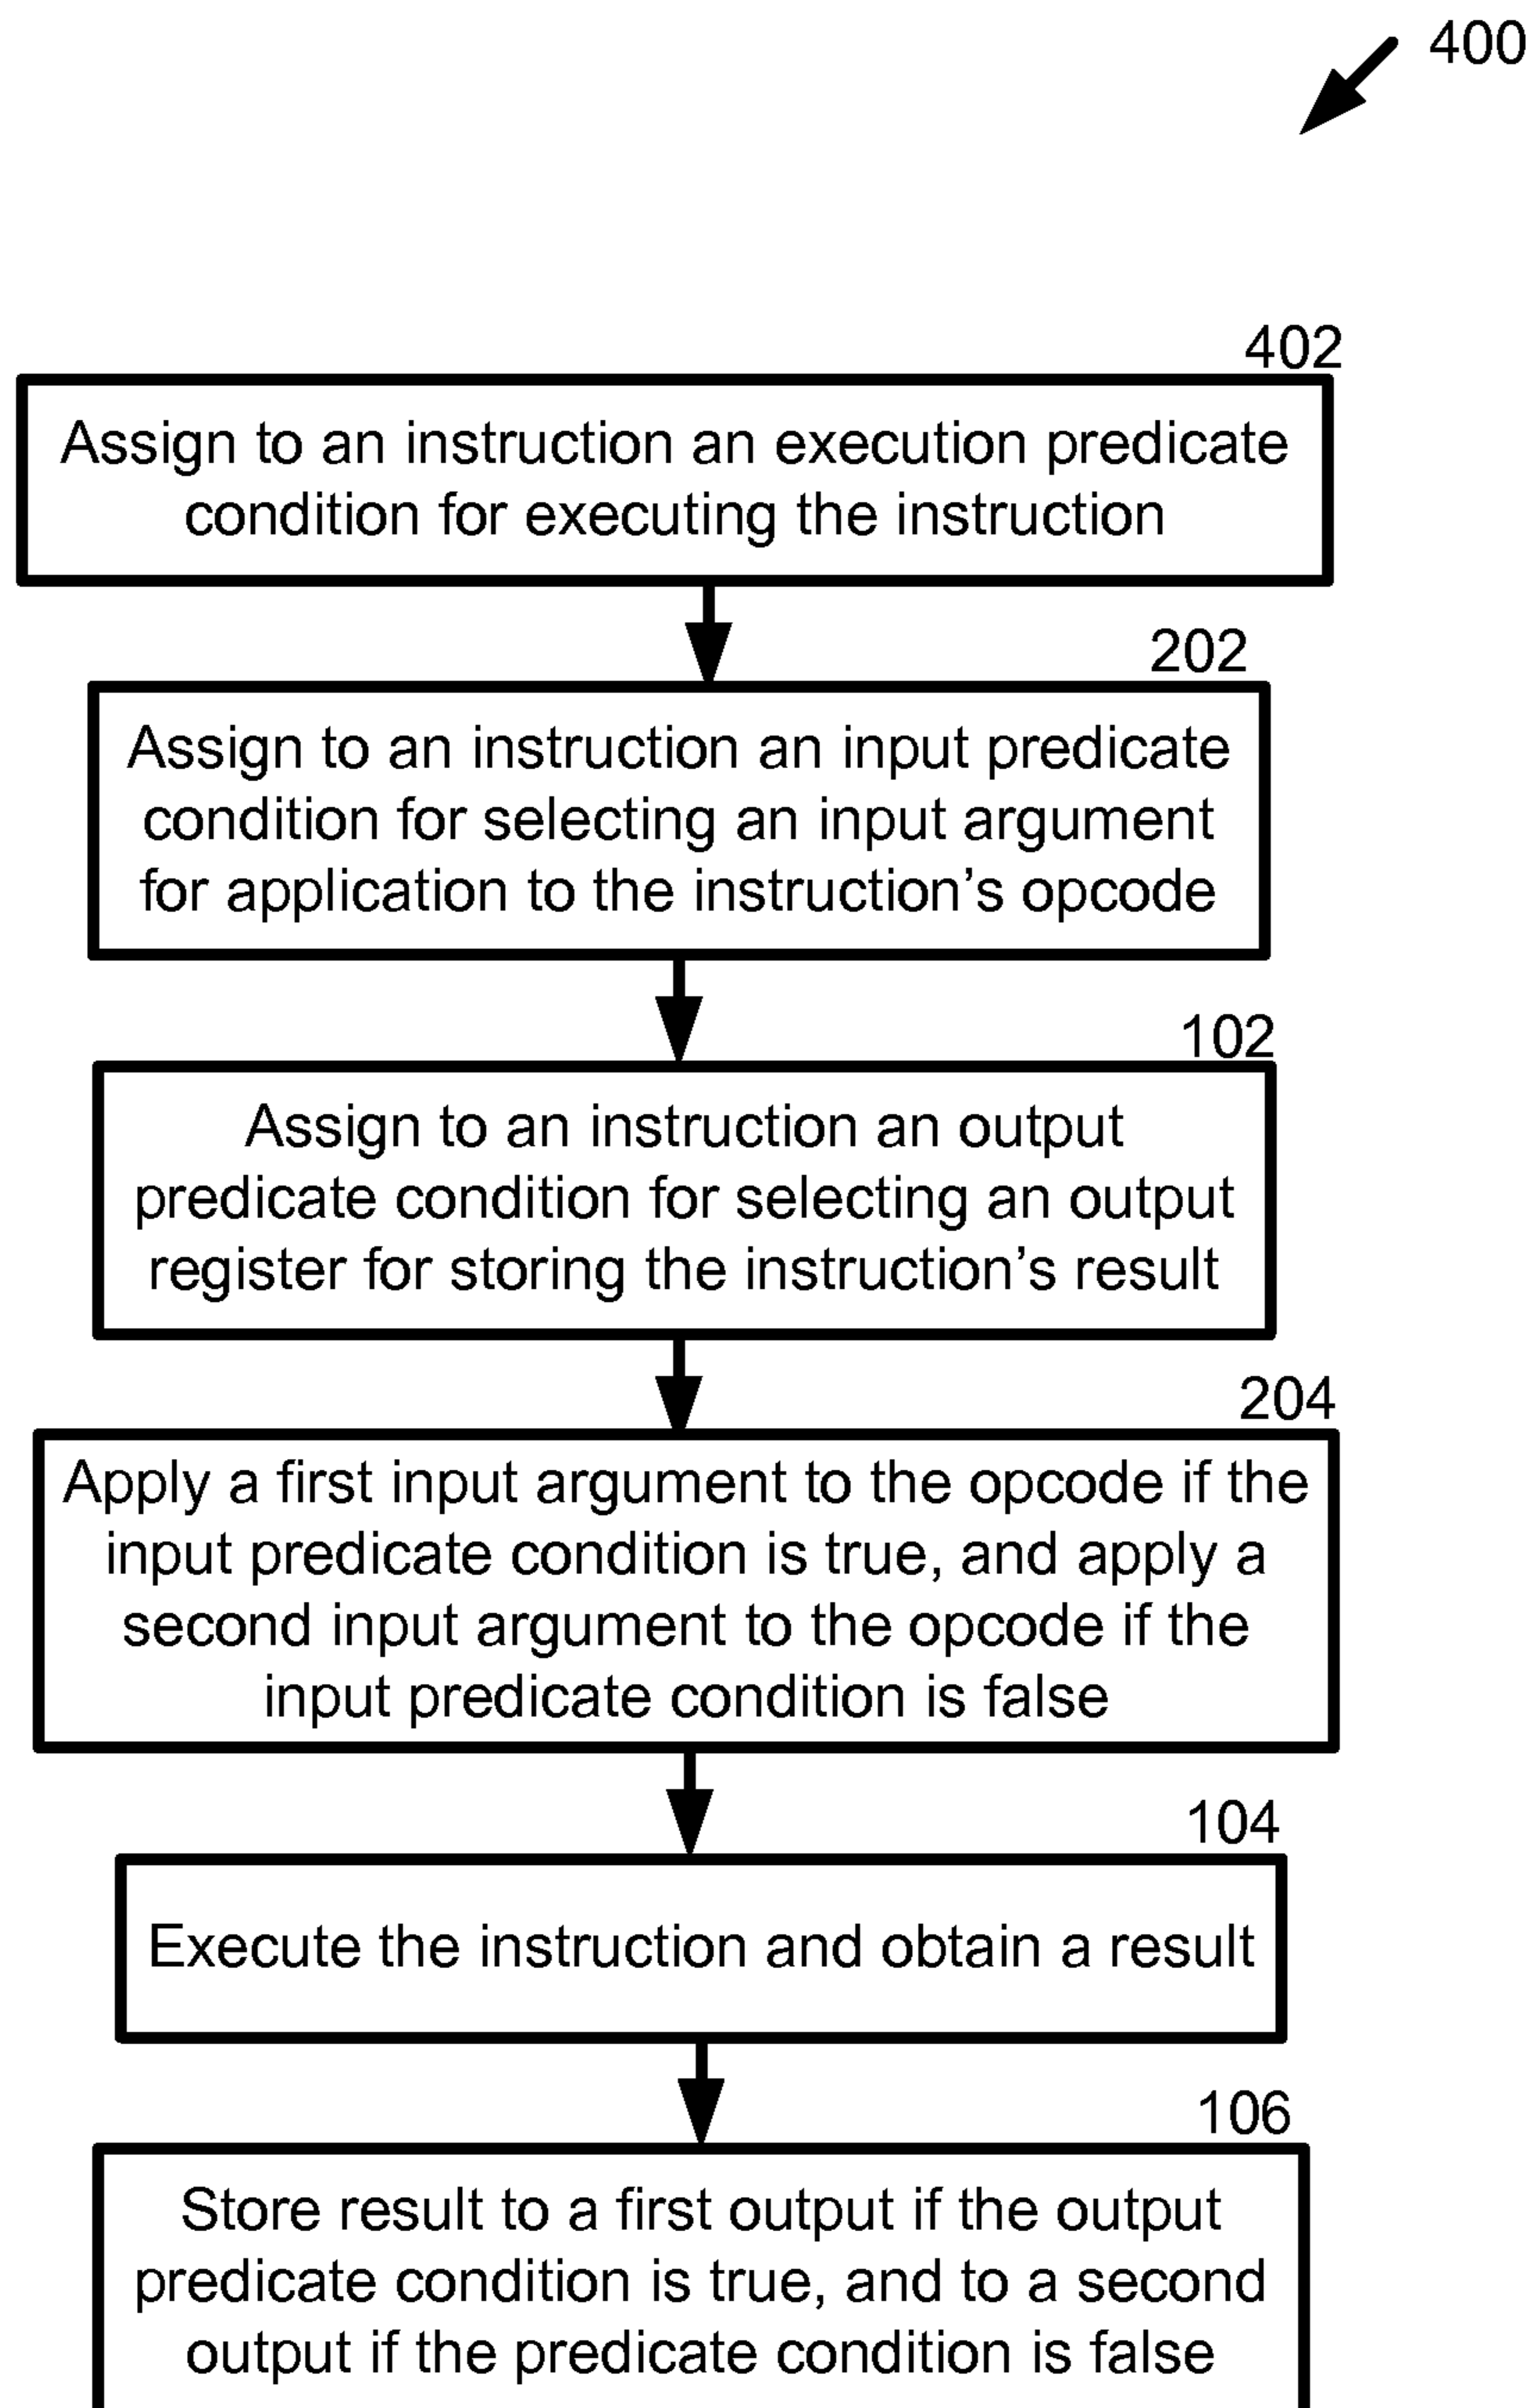 400
402
Assign to an instruction an execution predicate
condition for executing the instruction
202
Assign to an instruction an input predicate
condition for selecting an input argument
for application to the instruction’s opcode
102
Assign to an instruction an output
predicate condition for selecting an output
register for storing the instruction’s result
204
Apply a first input argument to the opcode if the
input predicate condition is true, and apply a
second input argument to the opcode if the
input predicate condition is false
104
Execute the instruction and obtain a result
106
Store result to a first output if the output
predicate condition is true, and to a second
output if the predicate condition is false